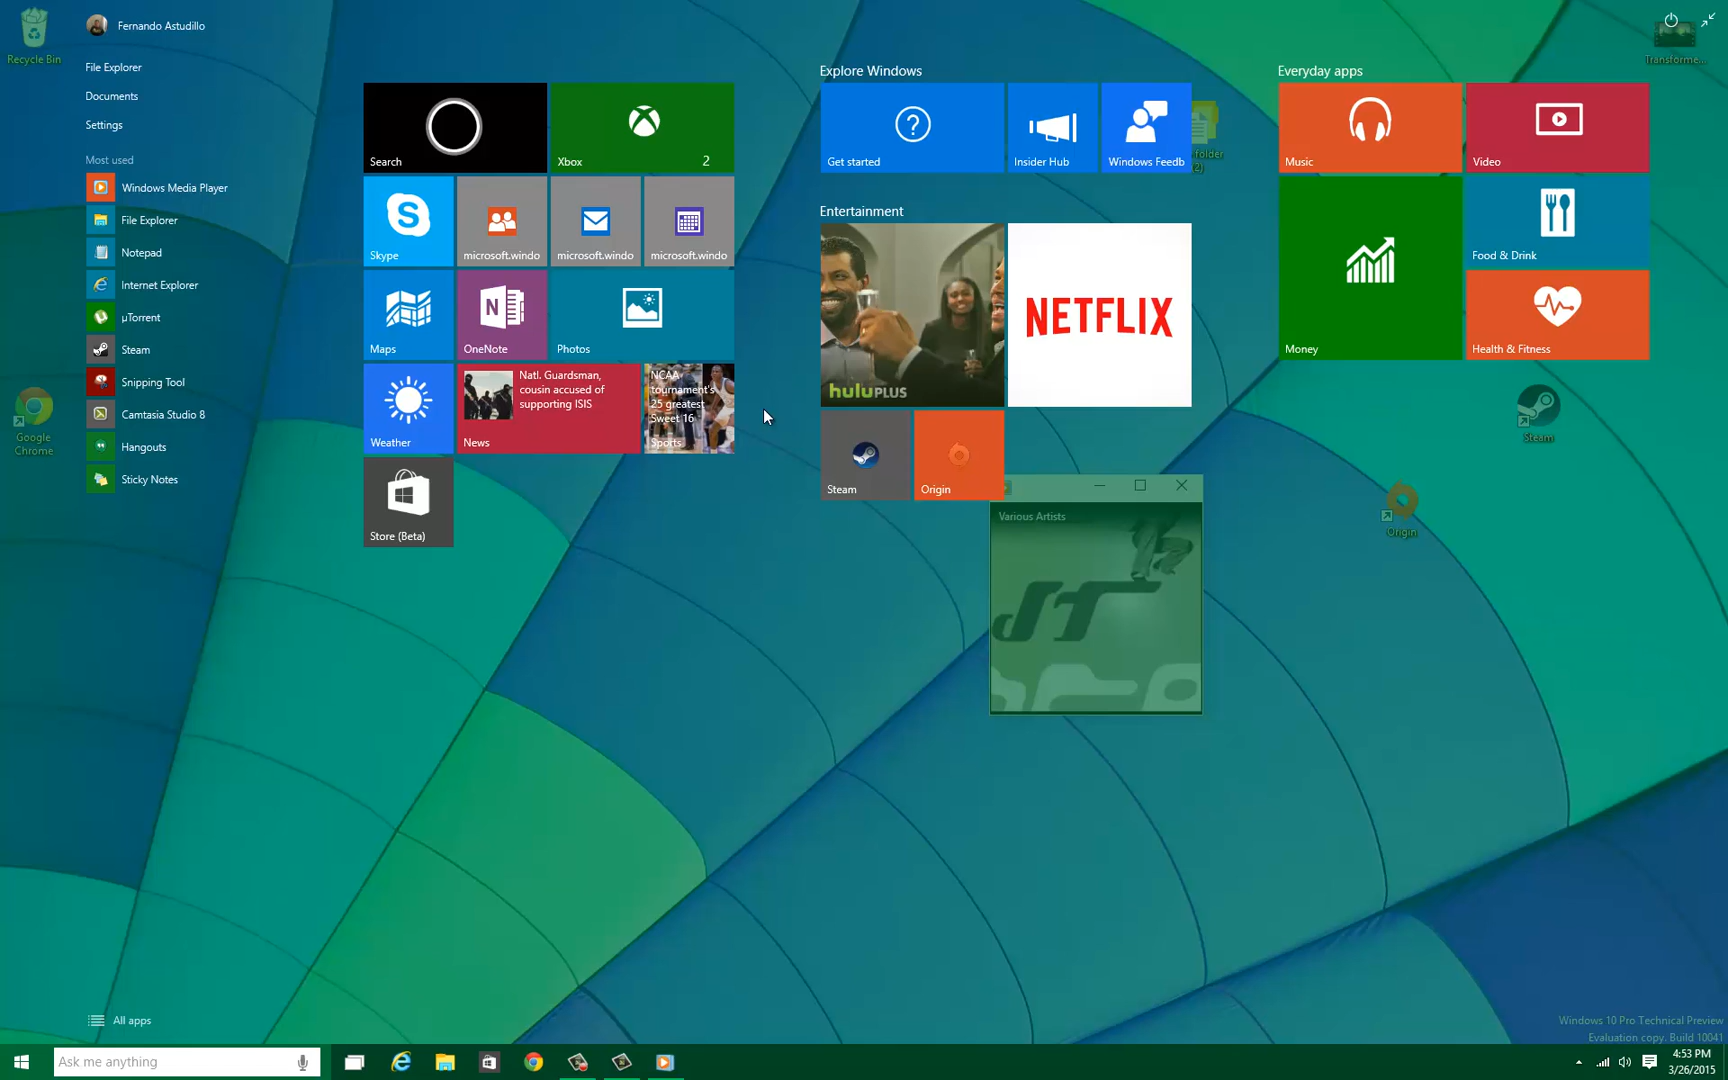 Recycle Bin
Fernando Astudillo
File Explorer
Documents
Settings
Most used
Windows Media Player
File Explorer
Notepad
Internet Explorer
µTorrent
Steam
Snipping Tool
Camtasia Studio 8
Hangouts
Sticky Notes
All apps
Google
Chrome
Search
Xbox
2
Skype
microsoft.windo
microsoft.windo
microsoft.windo
Maps
N
OneNote
Photos
Weather
Natl. Guardsman,
cousin accused of
supporting ISIS
News
NCAA
tournament's
25 greatest
Sweet 16
Sports
Store (Beta)
Explore Windows
Get started
Insider Hub
Windows Feedb
folder
(2)
Entertainment
huluPLUS
NETFLIX
Steam
Origin
Various Artists
JT
Everyday apps
Music
Video
Money
Food & Drink
Health & Fitness
Transforme...
Steam
Origin
Windows 10 Pro Technical Preview
Evaluation copy. Build 10041
Ask me anything
4:53 PM
3/26/2015